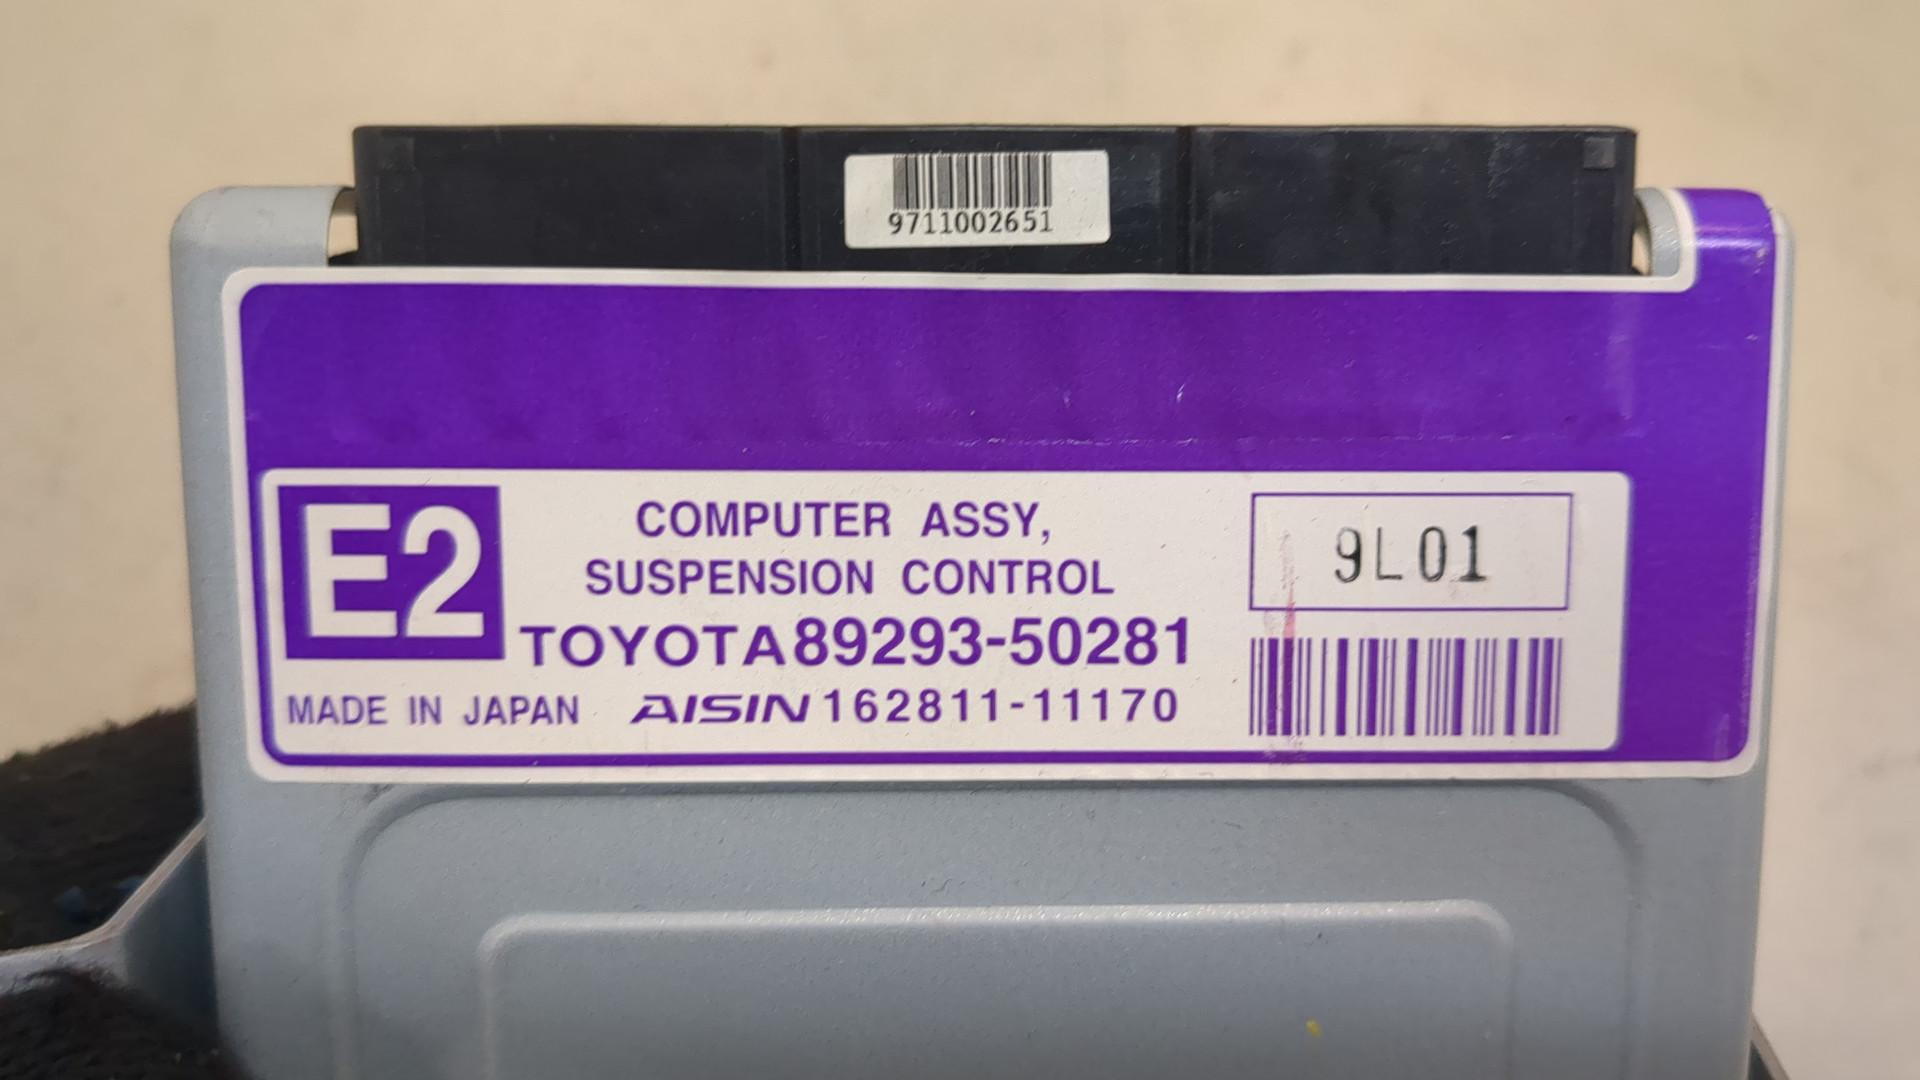 9711002651
E2
COMPUTER ASSY,
SUSPENSION CONTROL
TOYOTA 89293-50281
MADE IN JAPAN AISIN 162811-11170
9L01